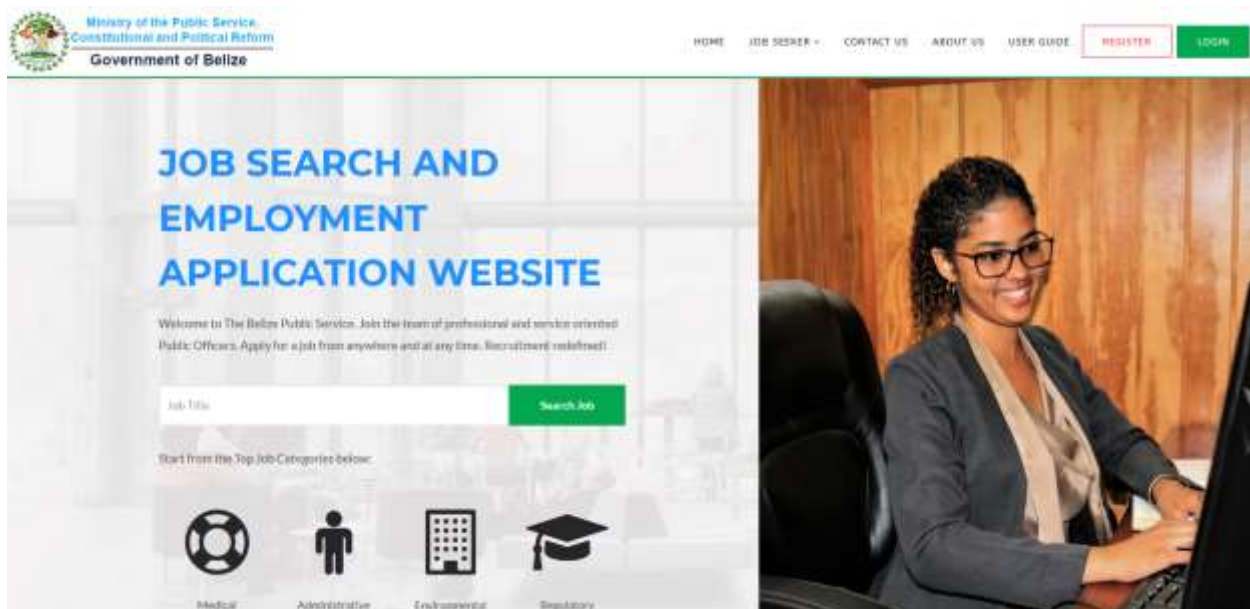 Ministry of the Public Service,
Constitutional and Political Reform
Government of Belize
HOME JOB SEEKER CONTACT US ABOUT US USER GUIDE REGISTER LOGIN
JOB SEARCH AND
EMPLOYMENT
APPLICATION WEBSITE
Welcome to The Belize Public Service. Join the team of professional and service oriented
Public Officers. Apply for a job from anywhere and at any time. Recruitment redefined!
Job Title
Search Job
Start from the Top Job Categories below:
Medical Administrative Environmental Regulatory